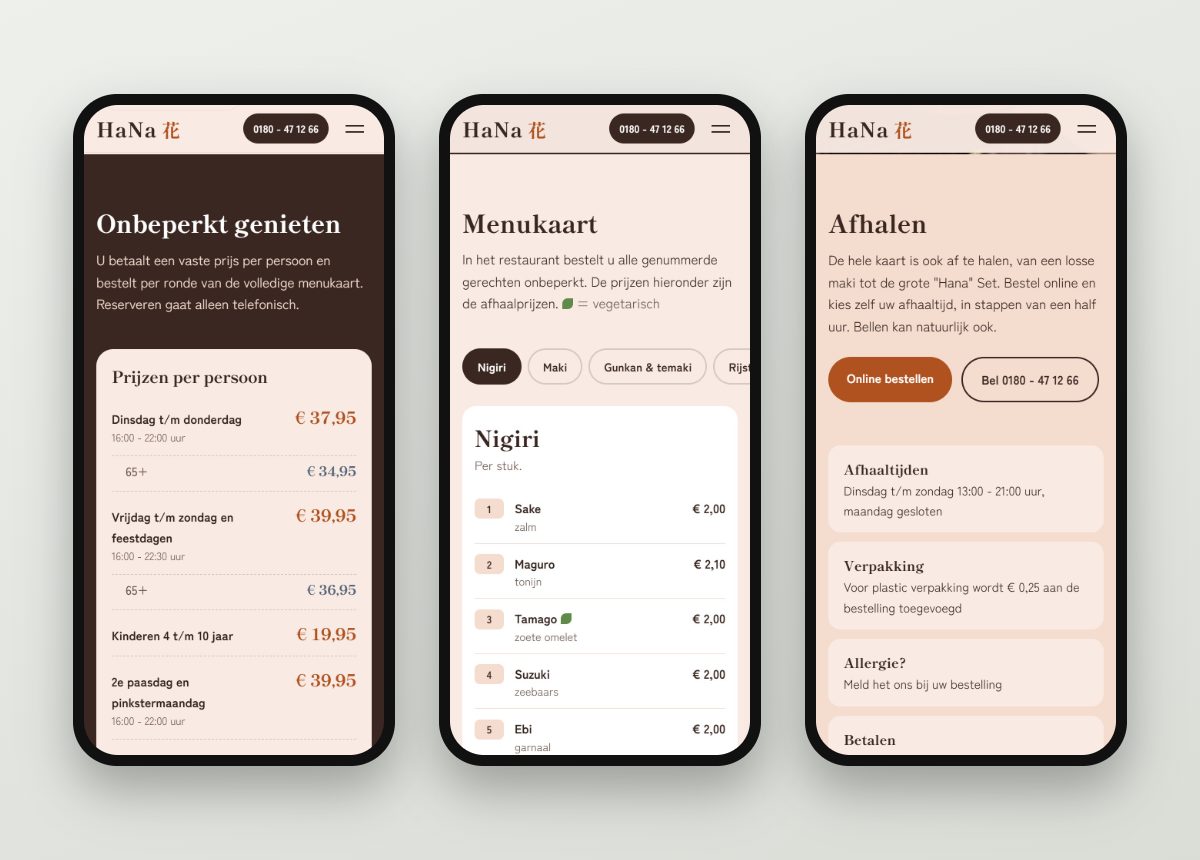 HaNa 花
0180 - 47 12 66
Onbeperkt genieten
U betaalt een vaste prijs per persoon en
bestelt per ronde van de volledige menukaart.
Reserveren gaat alleen telefonisch.
Prijzen per persoon
Dinsdag t/m donderdag € 37,95
16:00 - 22:00 uur
65+ € 34,95
Vrijdag t/m zondag en € 39,95
feestdagen
16:00 - 22:30 uur
65+ € 36,95
Kinderen 4 t/m 10 jaar € 19,95
2e paasdag en € 39,95
pinkstermaandag
16:00 - 22:00 uur
HaNa 花
0180 - 47 12 66
Menukaart
In het restaurant bestelt u alle genummerde
gerechten onbeperkt. De prijzen hieronder zijn
de afhaalprijzen. = vegetarisch
Nigiri Maki Gunkan & temaki
Nigiri
Per stuk.
1 Sake € 2,00
zalm
2 Maguro € 2,10
tonijn
3 Tamago € 2,00
zoete omelet
4 Suzuki € 2,00
zeebaars
5 Ebi € 2,00
garnaal
HaNa 花
0180 - 47 12 66
Afhalen
De hele kaart is ook af te halen, van een losse
maki tot de grote "Hana" Set. Bestel online en
kies zelf uw afhaaltijd, in stappen van een half
uur. Bellen kan natuurlijk ook.
Online bestellen Bel 0180 - 47 12 66
Afhaaltijden
Dinsdag t/m zondag 13:00 - 21:00 uur,
maandag gesloten
Verpakking
Voor plastic verpakking wordt € 0,25 aan de
bestelling toegevoegd
Allergie?
Meld het ons bij uw bestelling
Betalen